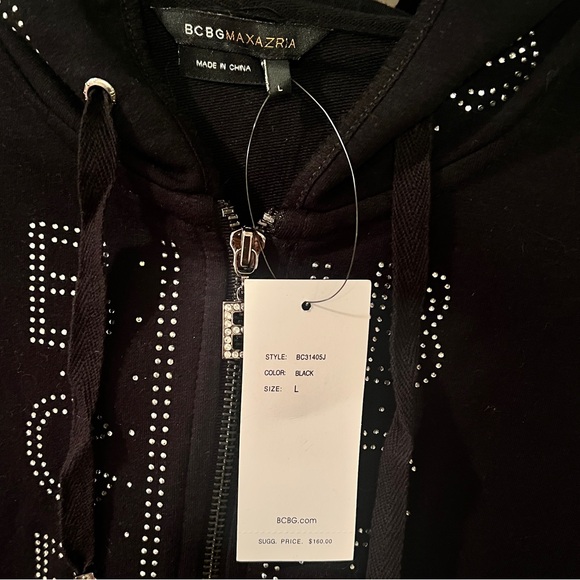 BCBGMAXAZRIA
MADE IN CHINA
L
STYLE: BC31405J
COLOR: BLACK
SIZE: L
BCBG.com
SUGG. PRICE. $160.00